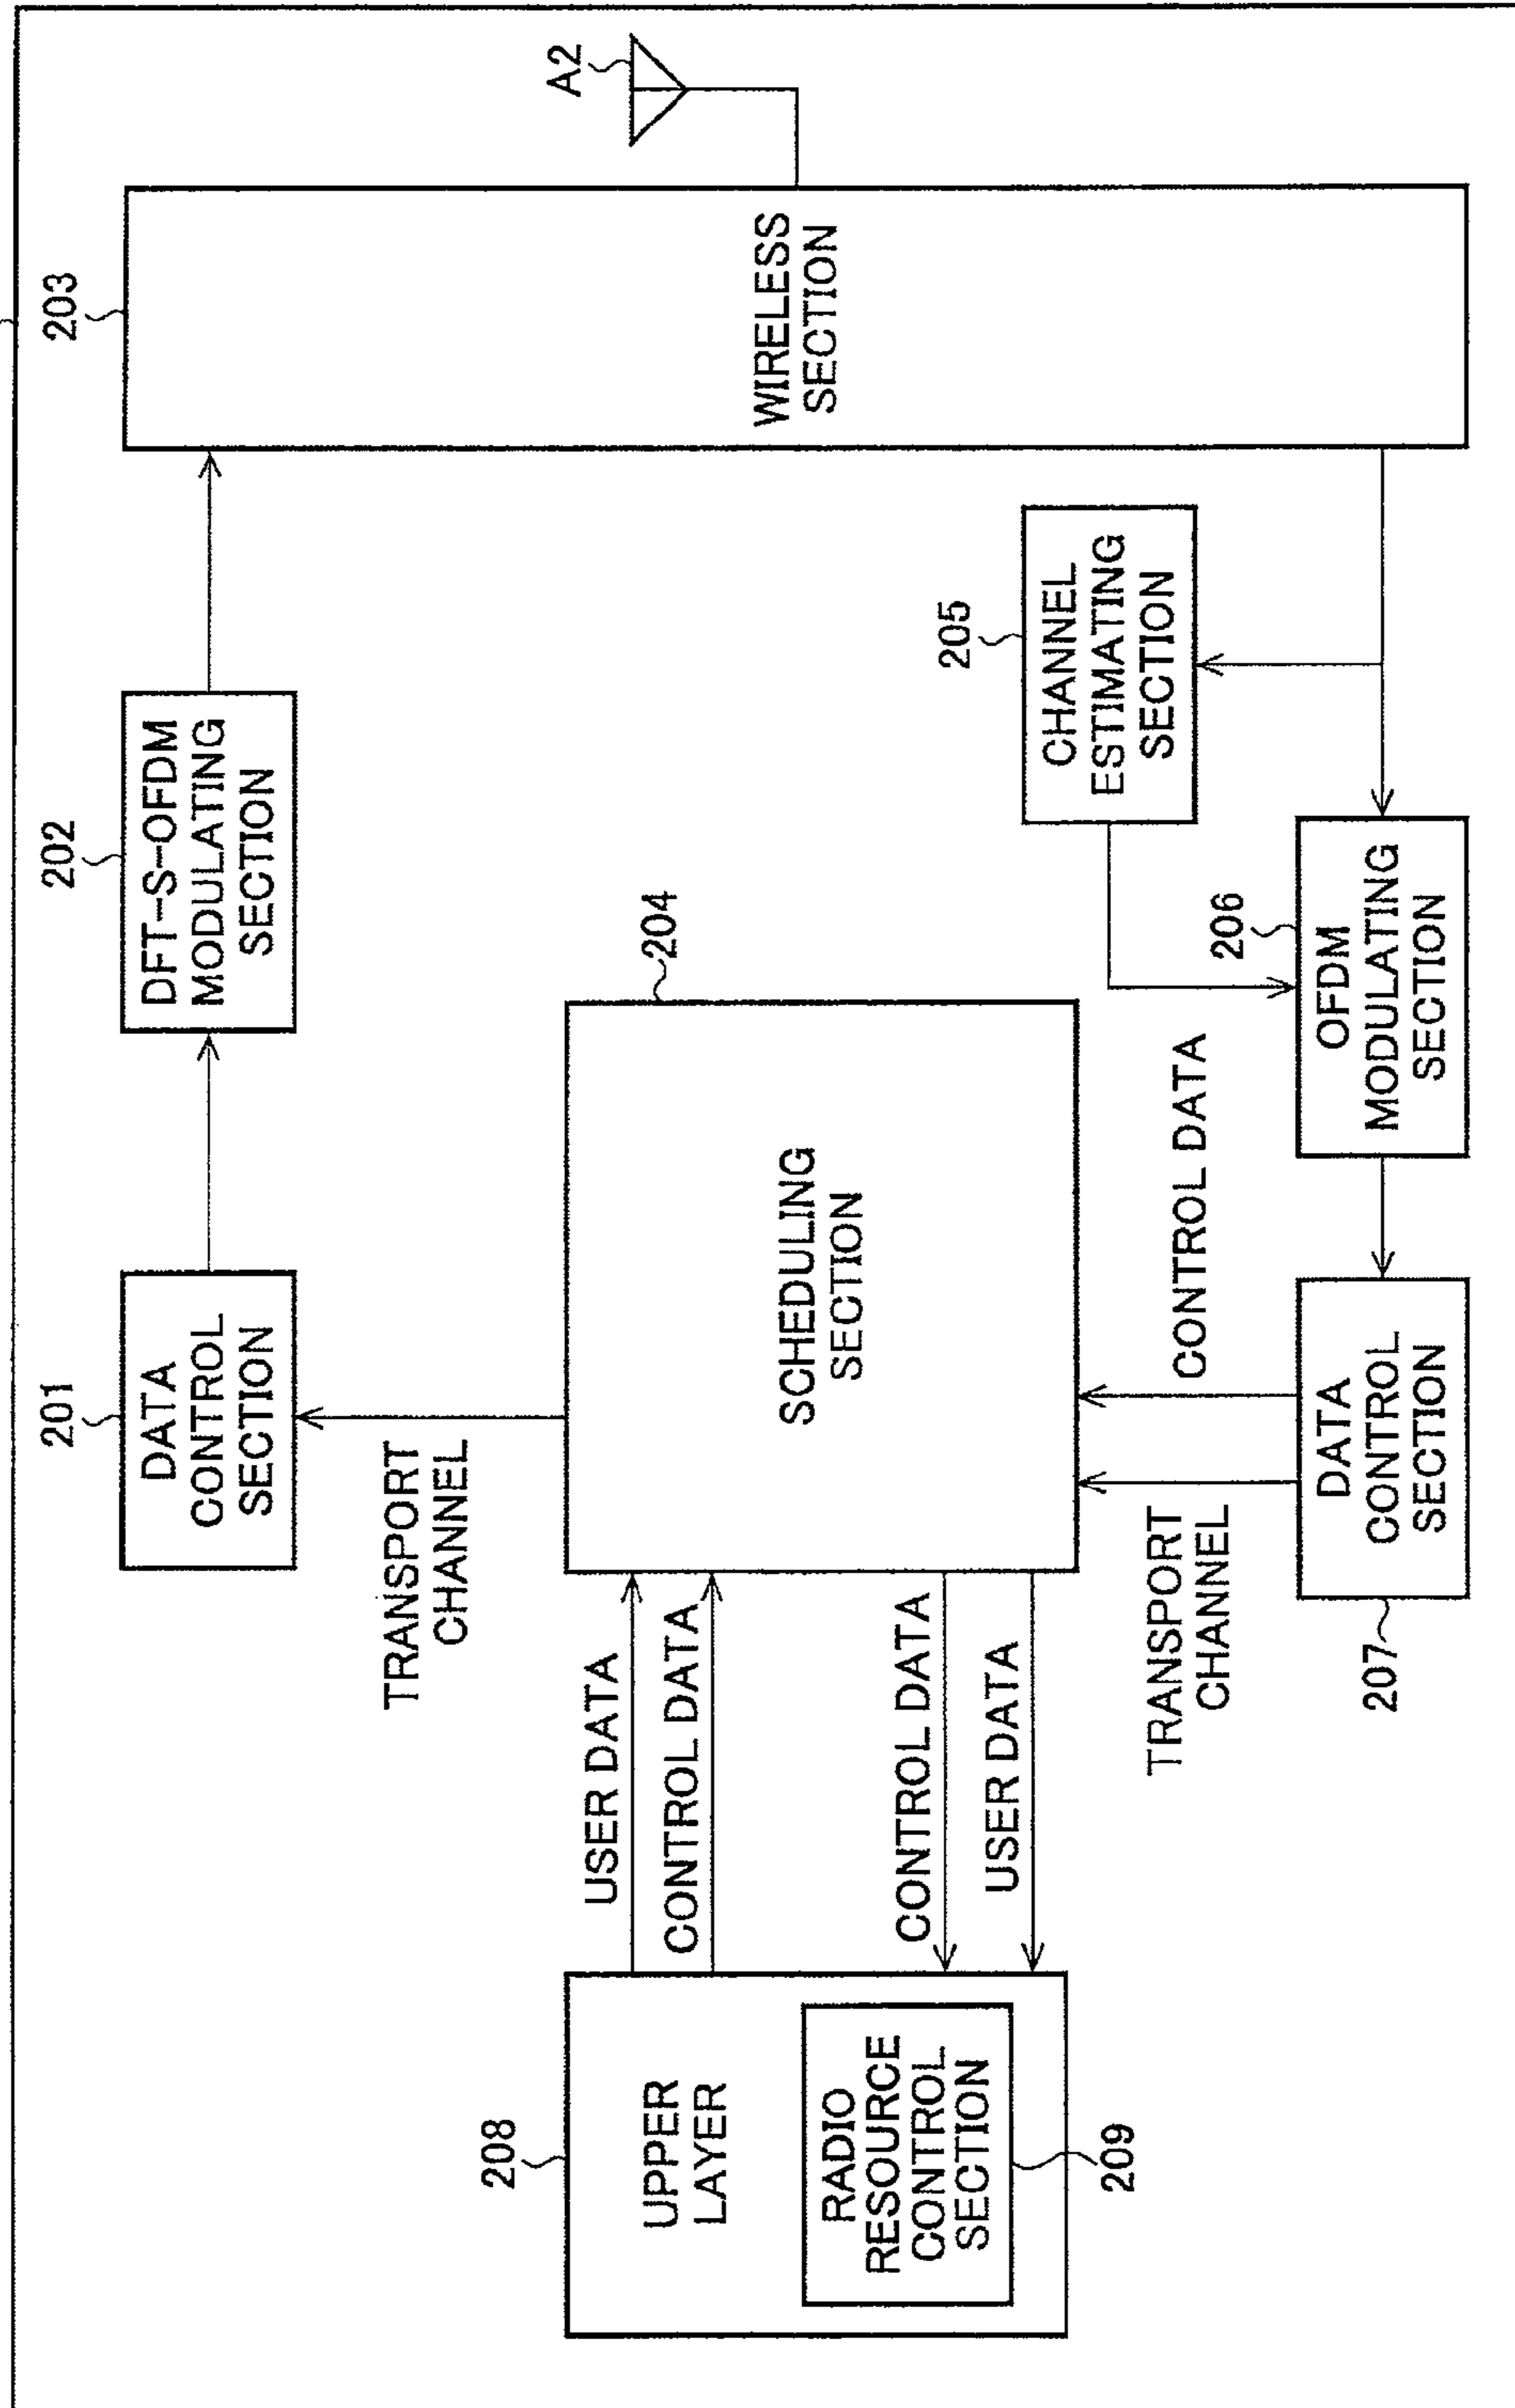 201
DATA
CONTROL
SECTION
202
DFT-S-OFDM
MODULATING
SECTION
203
WIRELESS
SECTION
A2
TRANSPORT
CHANNEL
204
SCHEDULING
SECTION
205
CHANNEL
ESTIMATING
SECTION
208
UPPER
LAYER
RADIO
RESOURCE
CONTROL
SECTION
209
USER DATA
CONTROL DATA
CONTROL DATA
USER DATA
TRANSPORT
CHANNEL
CONTROL DATA
206
OFDM
MODULATING
SECTION
DATA
CONTROL
SECTION
207